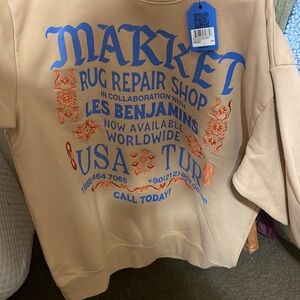 MARKET
RUG REPAIR SHOP
IN COLLABORATION WITH
LES BENJAMINS
NOW AVAILABLE
WORLDWIDE
USA TUR
CALL TODAY!